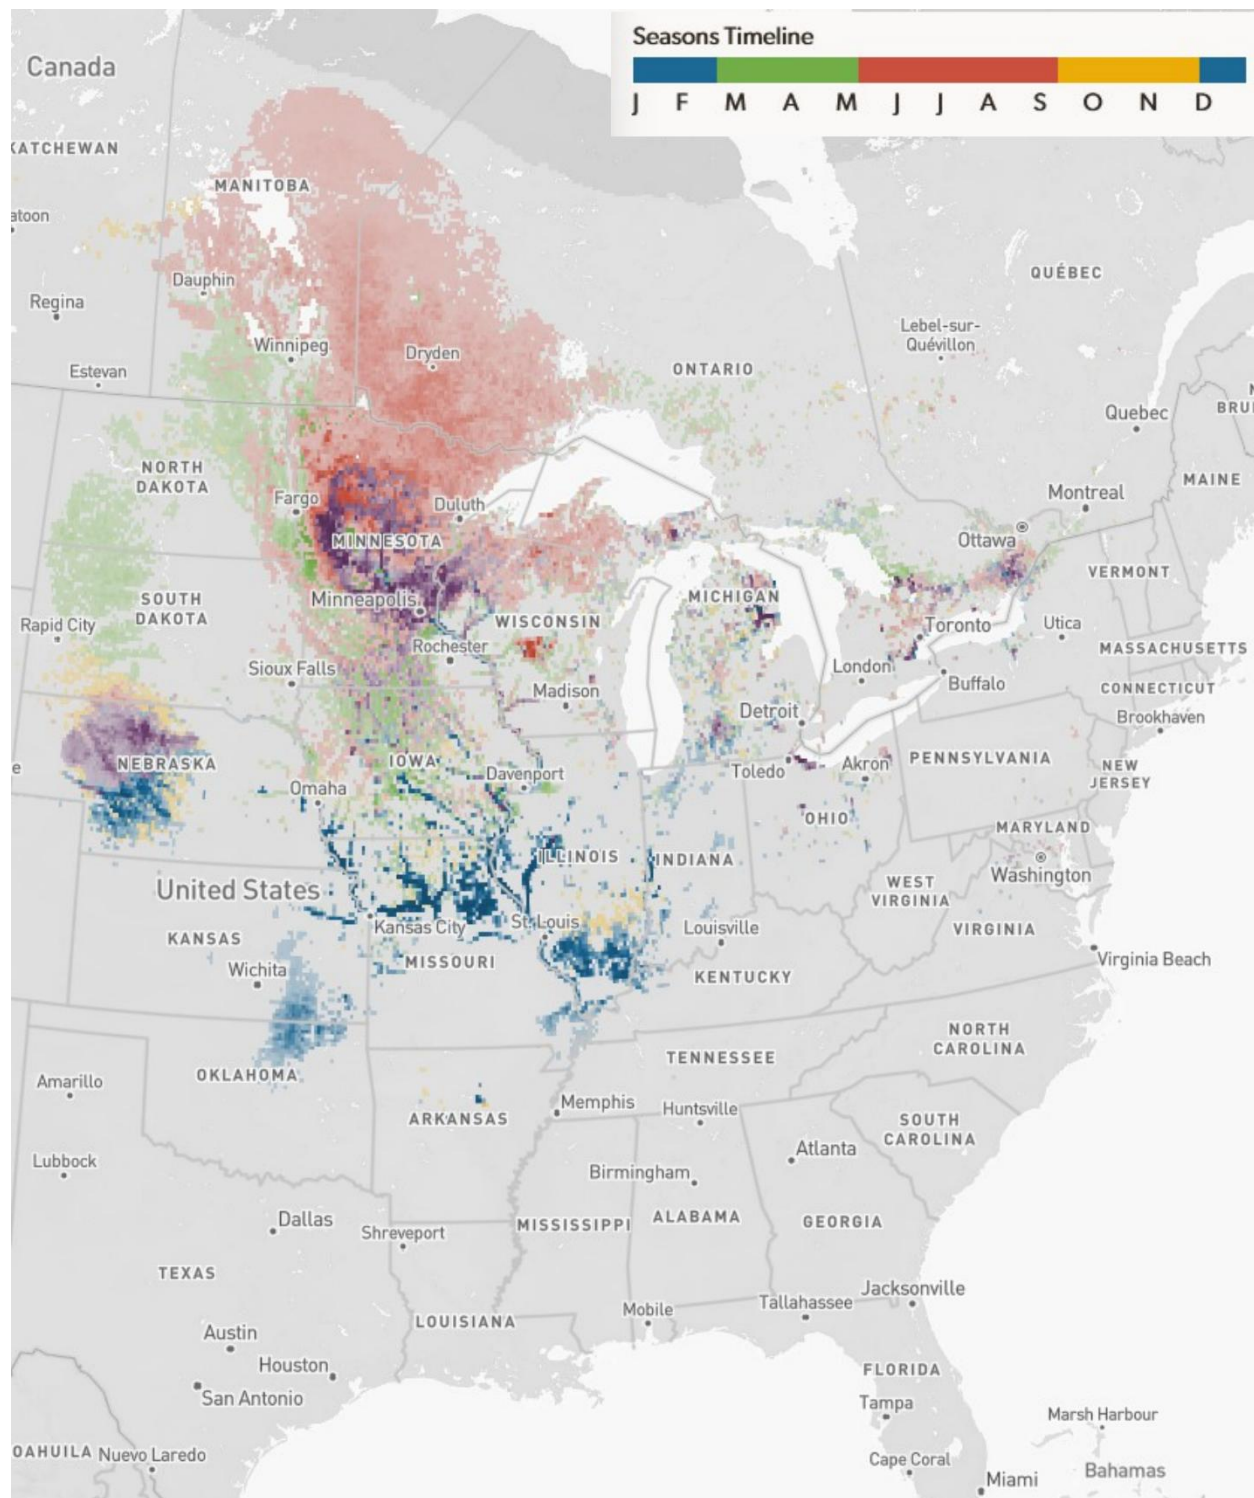 Seasons Timeline
J F M A M J J A S O N D
Canada
KATCHEWAN
MANITOBA
atoon
QUÉBEC
Dauphin
Regina
Lebel-sur-
Quévillon
Winnipeg
Dryden
Estevan
ONTARIO
N
BRU
Quebec
NORTH
DAKOTA
MAINE
Fargo
Duluth
Montreal
MINNESOTA
Ottawa
VERMONT
SOUTH
DAKOTA
Minneapolis
MICHIGAN
Rapid City
WISCONSIN
Toronto
Utica
Rochester
MASSACHUSETTS
Sioux Falls
London
Buffalo
Madison
CONNECTICUT
Detroit
Brookhaven
e
NEBRASKA
IOWA
Davenport
Toledo
Akron
PENNSYLVANIA
NEW
JERSEY
Omaha
OHIO
MARYLAND
ILLINOIS
INDIANA
Washington
United States
WEST
VIRGINIA
Kansas City
St. Louis
Louisville
VIRGINIA
KANSAS
MISSOURI
Wichita
KENTUCKY
Virginia Beach
NORTH
CAROLINA
TENNESSEE
OKLAHOMA
Amarillo
Memphis
Huntsville
ARKANSAS
SOUTH
CAROLINA
Atlanta
Lubbock
Birmingham
Dallas
Shreveport
MISSISSIPPI
ALABAMA
GEORGIA
TEXAS
Jacksonville
Mobile
Tallahassee
LOUISIANA
Austin
Houston
FLORIDA
San Antonio
Tampa
Marsh Harbour
OAHUILA
Nuevo Laredo
Cape Coral
Miami
Bahamas